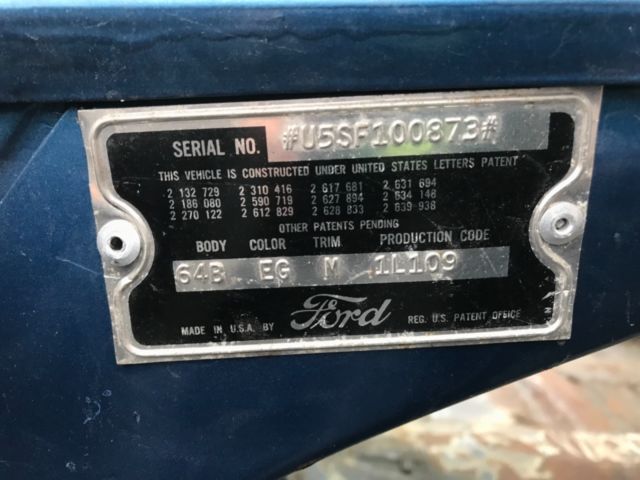 SERIAL NO. #U5SF100873#
THIS VEHICLE IS CONSTRUCTED UNDER UNITED STATES LETTERS PATENT
2 132 729 2 310 416 2 617 681 2 631 694
2 186 080 2 590 719 2 627 894 2 634 148
2 270 122 2 612 829 2 628 833 2 639 938
OTHER PATENTS PENDING
BODY COLOR TRIM PRODUCTION CODE
64B EG M 1L109
MADE IN U.S.A. BY Ford REG. U.S. PATENT OFFICE